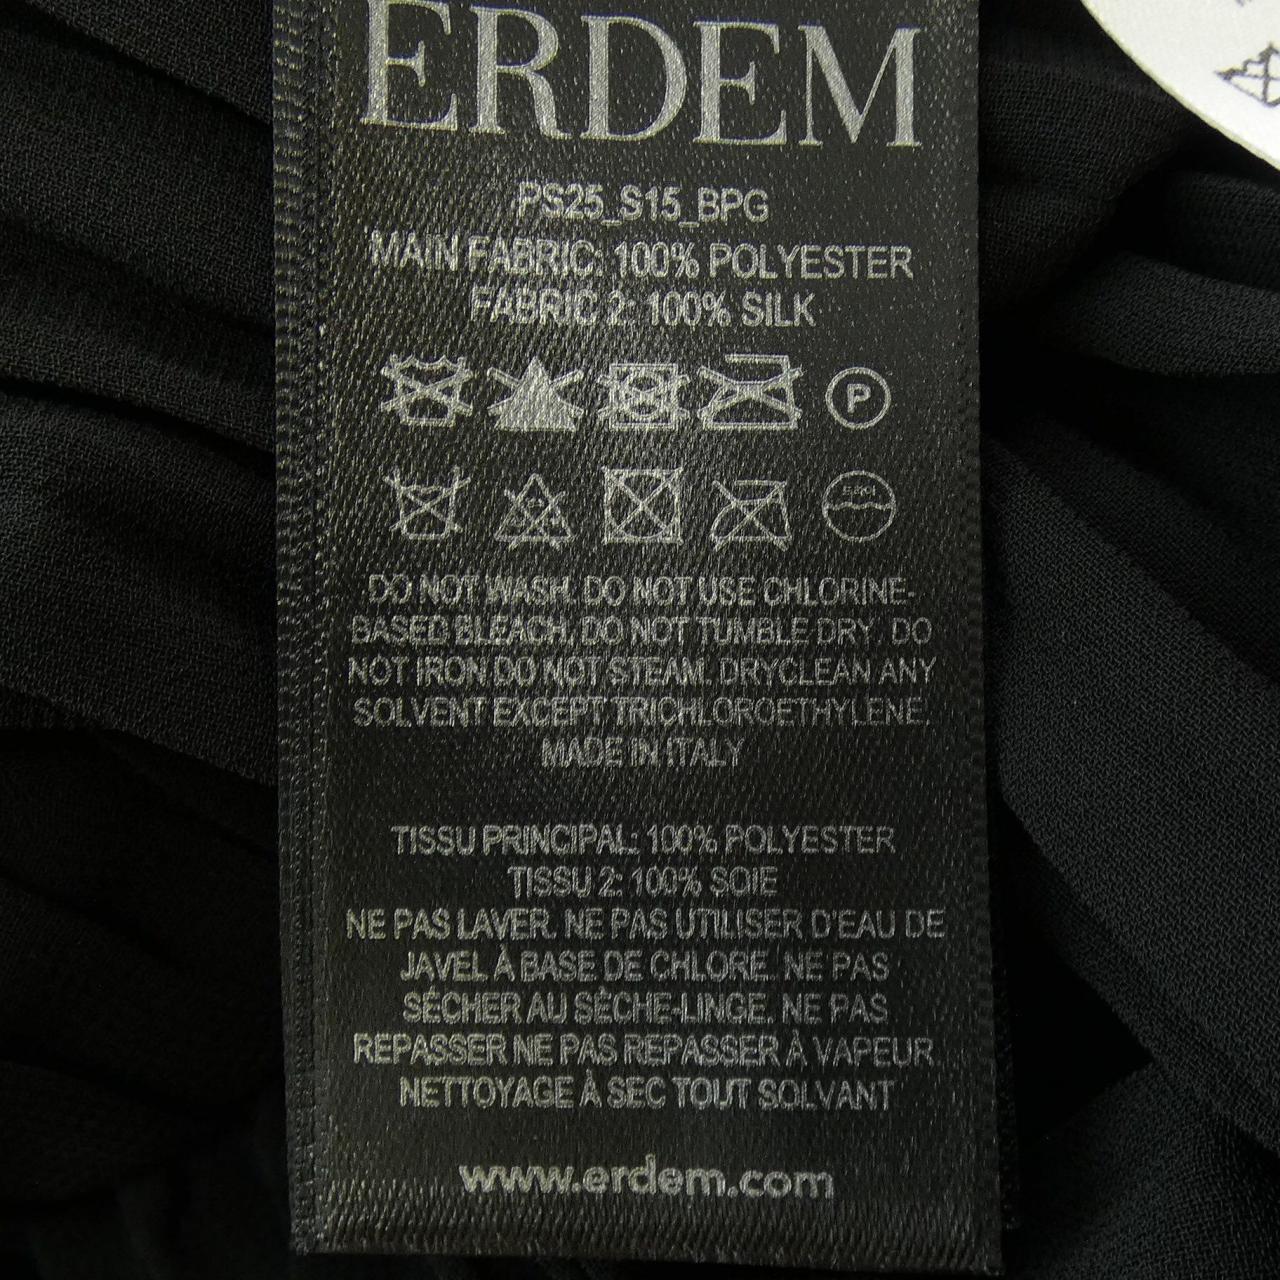 ERDEM
PS25_S15_BPG
MAIN FABRIC: 100% POLYESTER
FABRIC 2: 100% SILK
P
DO NOT WASH. DO NOT USE CHLORINE-
BASED BLEACH. DO NOT TUMBLE DRY. DO
NOT IRON DO NOT STEAM. DRYCLEAN ANY
SOLVENT EXCEPT TRICHLOROETHYLENE.
MADE IN ITALY
TISSU PRINCIPAL: 100% POLYESTER
TISSU 2: 100% SOIE
NE PAS LAVER. NE PAS UTILISER D'EAU DE
JAVEL À BASE DE CHLORE. NE PAS
SÉCHER AU SÈCHE-LINGE. NE PAS
REPASSER NE PAS REPASSER À VAPEUR
NETTOYAGE À SEC TOUT SOLVANT
www.erdem.com